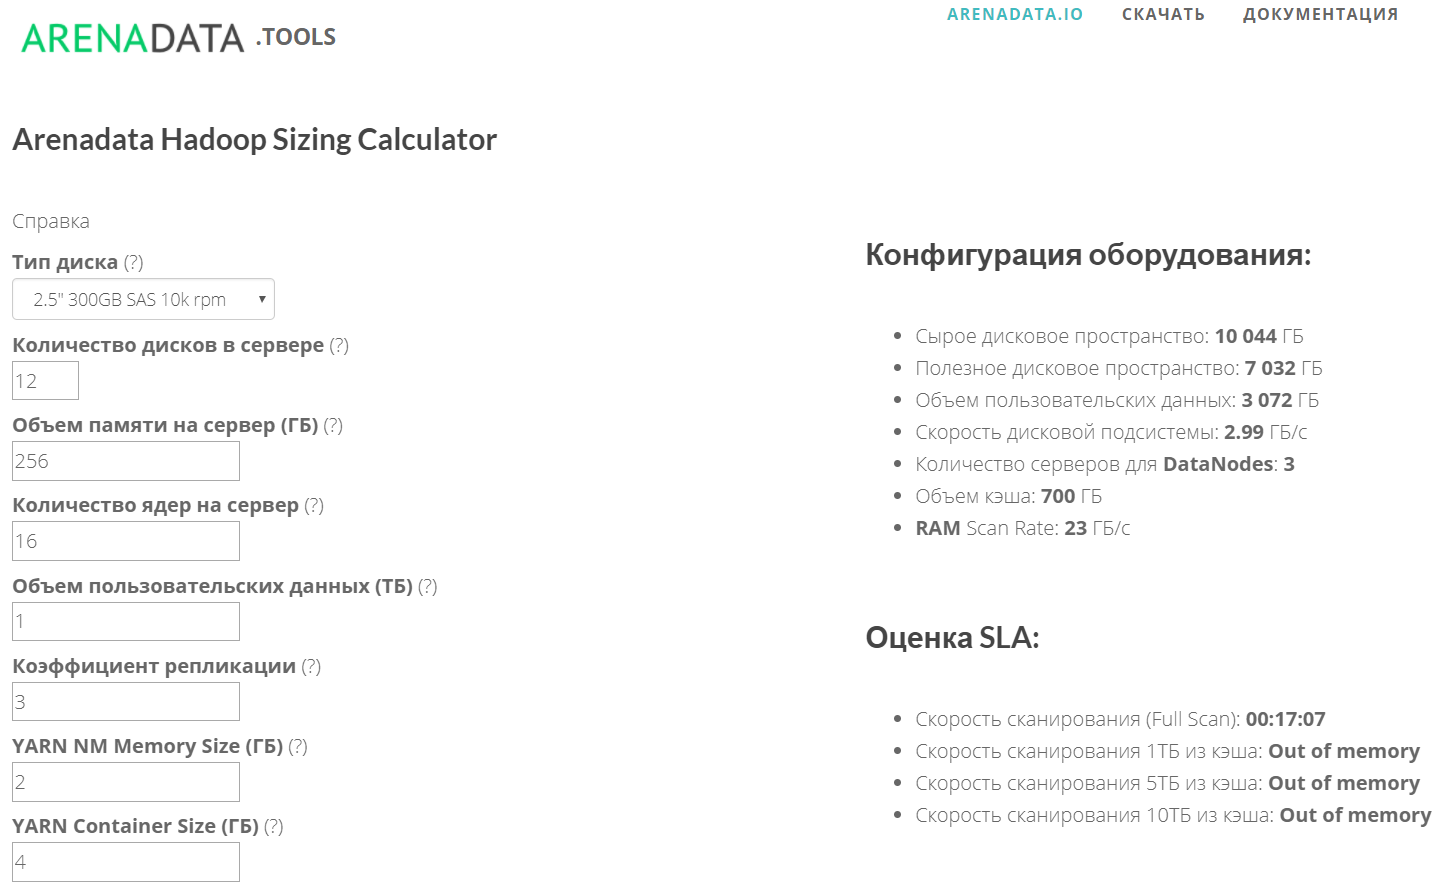 ARENADATA .TOOLS
ARENADATA.IO СКАЧАТЬ ДОКУМЕНТАЦИЯ
Arenadata Hadoop Sizing Calculator
Справка
Тип диска (?)
2.5" 300GB SAS 10k rpm
Количество дисков в сервере (?)
12
Объем памяти на сервер (ГБ) (?)
256
Количество ядер на сервер (?)
16
Объем пользовательских данных (ТБ) (?)
1
Коэффициент репликации (?)
3
YARN NM Memory Size (ГБ) (?)
2
YARN Container Size (ГБ) (?)
4
Конфигурация оборудования:
Сырое дисковое пространство: 10 044 ГБ
Полезное дисковое пространство: 7 032 ГБ
Объем пользовательских данных: 3 072 ГБ
Скорость дисковой подсистемы: 2.99 ГБ/с
Количество серверов для DataNodes: 3
Объем кэша: 700 ГБ
RAM Scan Rate: 23 ГБ/с
Оценка SLA:
Скорость сканирования (Full Scan): 00:17:07
Скорость сканирования 1ТБ из кэша: Out of memory
Скорость сканирования 5ТБ из кэша: Out of memory
Скорость сканирования 10ТБ из кэша: Out of memory